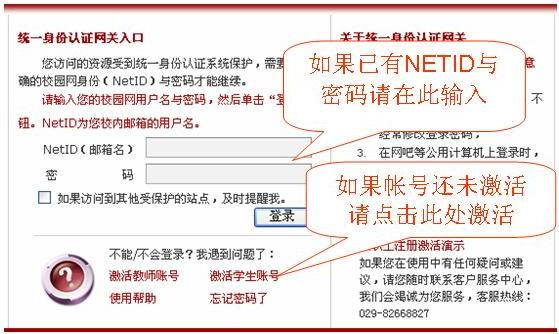 统一身份认证网关入口
您访问的资源受到统一身份认证系统保护，需要
确的校园网身份（NetID）与密码才能继续。
请输入您的校园网用户名与密码，然后单击“登
钮。NetID为您校内邮箱的用户名。
NetID（邮箱名）
密 码
如果访问到其他受保护的站点，及时提醒我。
登录
不能/不会登录？我遇到问题了：
激活教师账号 激活学生账号
使用帮助 忘记密码了
如果已有NETID与
密码请在此输入
如果帐号还未激活
请点击此处激活
关于统一身份认证网关
意
不
经常修改登录密码，
3. 在网吧等公用计算机上登录时，
注册激活演示
如果您在使用中有任何疑问或建
议，请您随时联系客户服务中心，
我们会竭诚为您服务，客服热线：
029-82668827